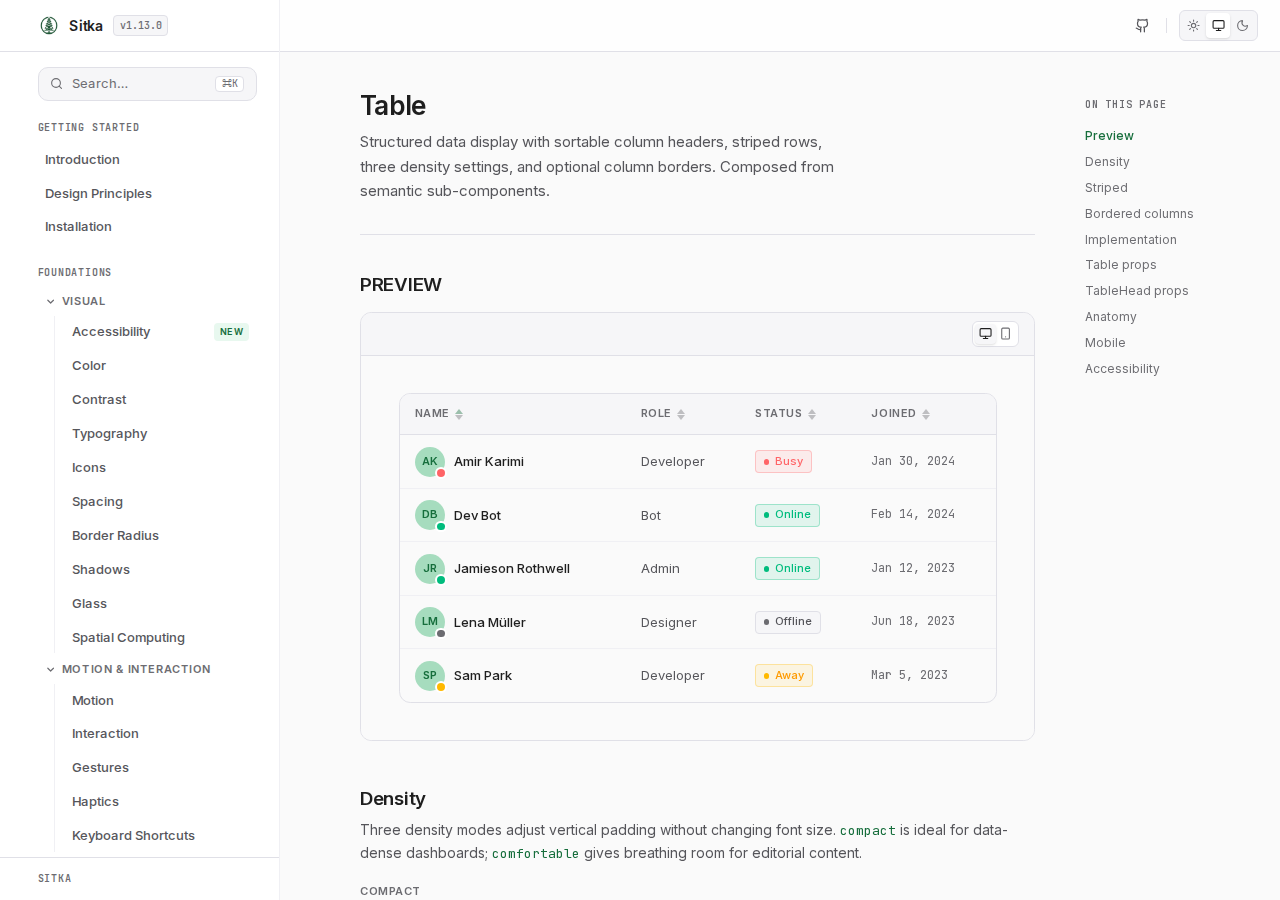 Sitka v1.13.0
Search... ⌘K
GETTING STARTED
Introduction
Design Principles
Installation
FOUNDATIONS
VISUAL
Accessibility NEW
Color
Contrast
Typography
Icons
Spacing
Border Radius
Shadows
Glass
Spatial Computing
MOTION & INTERACTION
Motion
Interaction
Gestures
Haptics
Keyboard Shortcuts
SITKA
Table
Structured data display with sortable column headers, striped rows,
three density settings, and optional column borders. Composed from
semantic sub-components.
PREVIEW
NAME ROLE STATUS JOINED
AK Amir Karimi Developer Busy Jan 30, 2024
DB Dev Bot Bot Online Feb 14, 2024
JR Jamieson Rothwell Admin Online Jan 12, 2023
LM Lena Müller Designer Offline Jun 18, 2023
SP Sam Park Developer Away Mar 5, 2023
Density
Three density modes adjust vertical padding without changing font size. compact is ideal for data-
dense dashboards; comfortable gives breathing room for editorial content.
COMPACT
ON THIS PAGE
Preview
Density
Striped
Bordered columns
Implementation
Table props
TableHead props
Anatomy
Mobile
Accessibility